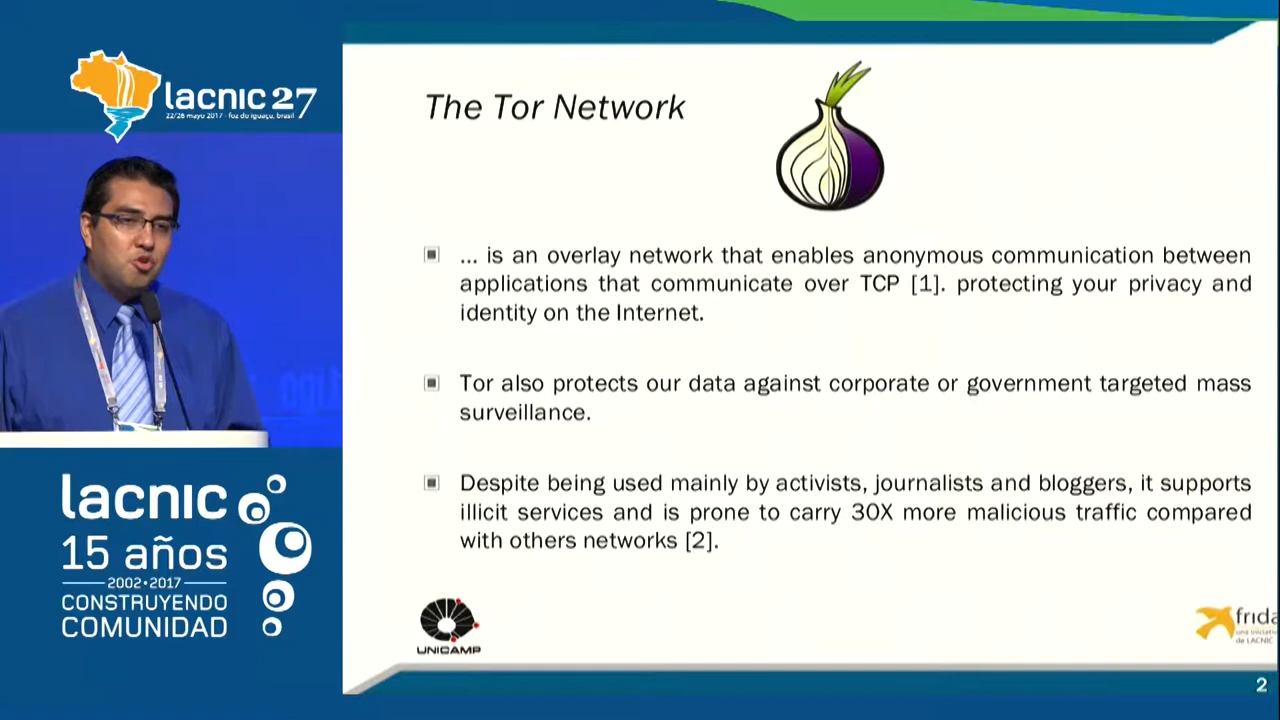 lacnic 27
22/26 mayo 2017 - foz do iguaçu, brasil
lacnic
15 años
2002•2017
CONSTRUYENDO
COMUNIDAD
The Tor Network
... is an overlay network that enables anonymous communication between
applications that communicate over TCP [1]. protecting your privacy and
identity on the Internet.
Tor also protects our data against corporate or government targeted mass
surveillance.
Despite being used mainly by activists, journalists and bloggers, it supports
illicit services and is prone to carry 30X more malicious traffic compared
with others networks [2].
UNICAMP
frida
una iniciativa
de LACNIC
2